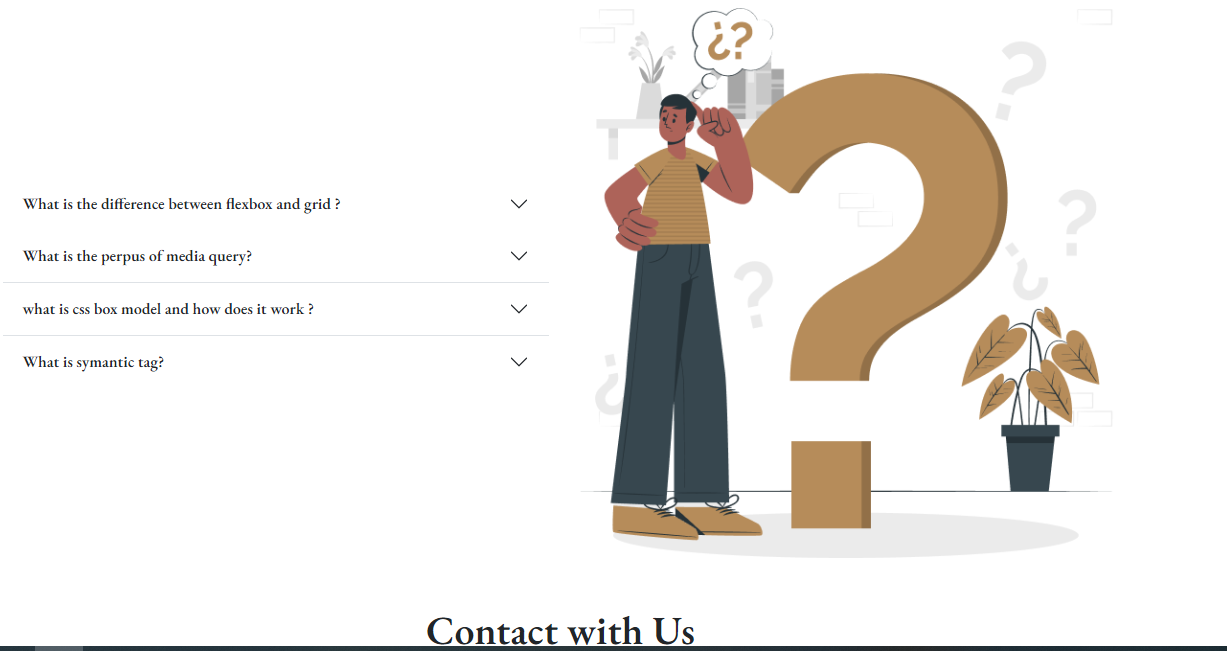 ¿?
What is the difference between flexbox and grid ?
What is the perpus of media query?
what is css box model and how does it work ?
What is symantic tag?
Contact with Us